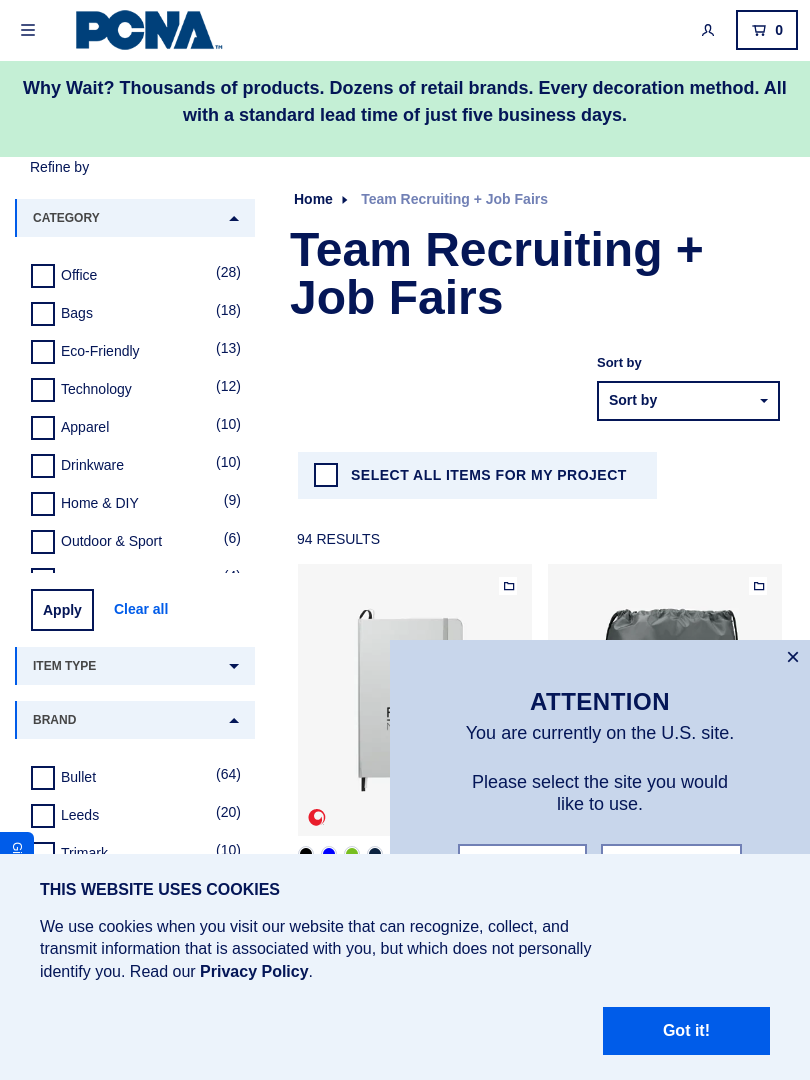 PCNA
TM
0
Why Wait? Thousands of products. Dozens of retail brands. Every decoration method. All
with a standard lead time of just five business days.
Refine by
CATEGORY
Office (28)
Bags (18)
Eco-Friendly (13)
Technology (12)
Apparel (10)
Drinkware (10)
Home & DIY (9)
Outdoor & Sport (6)
Apply Clear all
ITEM TYPE
BRAND
Bullet (64)
Leeds (20)
Trimark (10)
Home Team Recruiting + Job Fairs
Team Recruiting +
Job Fairs
Sort by
Sort by
SELECT ALL ITEMS FOR MY PROJECT
94 RESULTS
ATTENTION
You are currently on the U.S. site.
Please select the site you would
like to use.
THIS WEBSITE USES COOKIES
We use cookies when you visit our website that can recognize, collect, and
transmit information that is associated with you, but which does not personally
identify you. Read our Privacy Policy.
Got it!